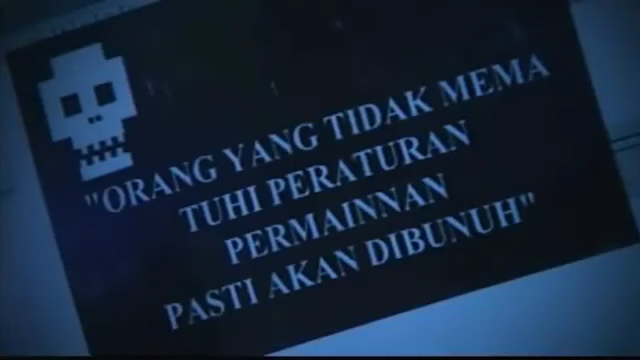 "ORANG YANG TIDAK MEMA
TUHI PERATURAN
PERMAINNAN
PASTI AKAN DIBUNUH"